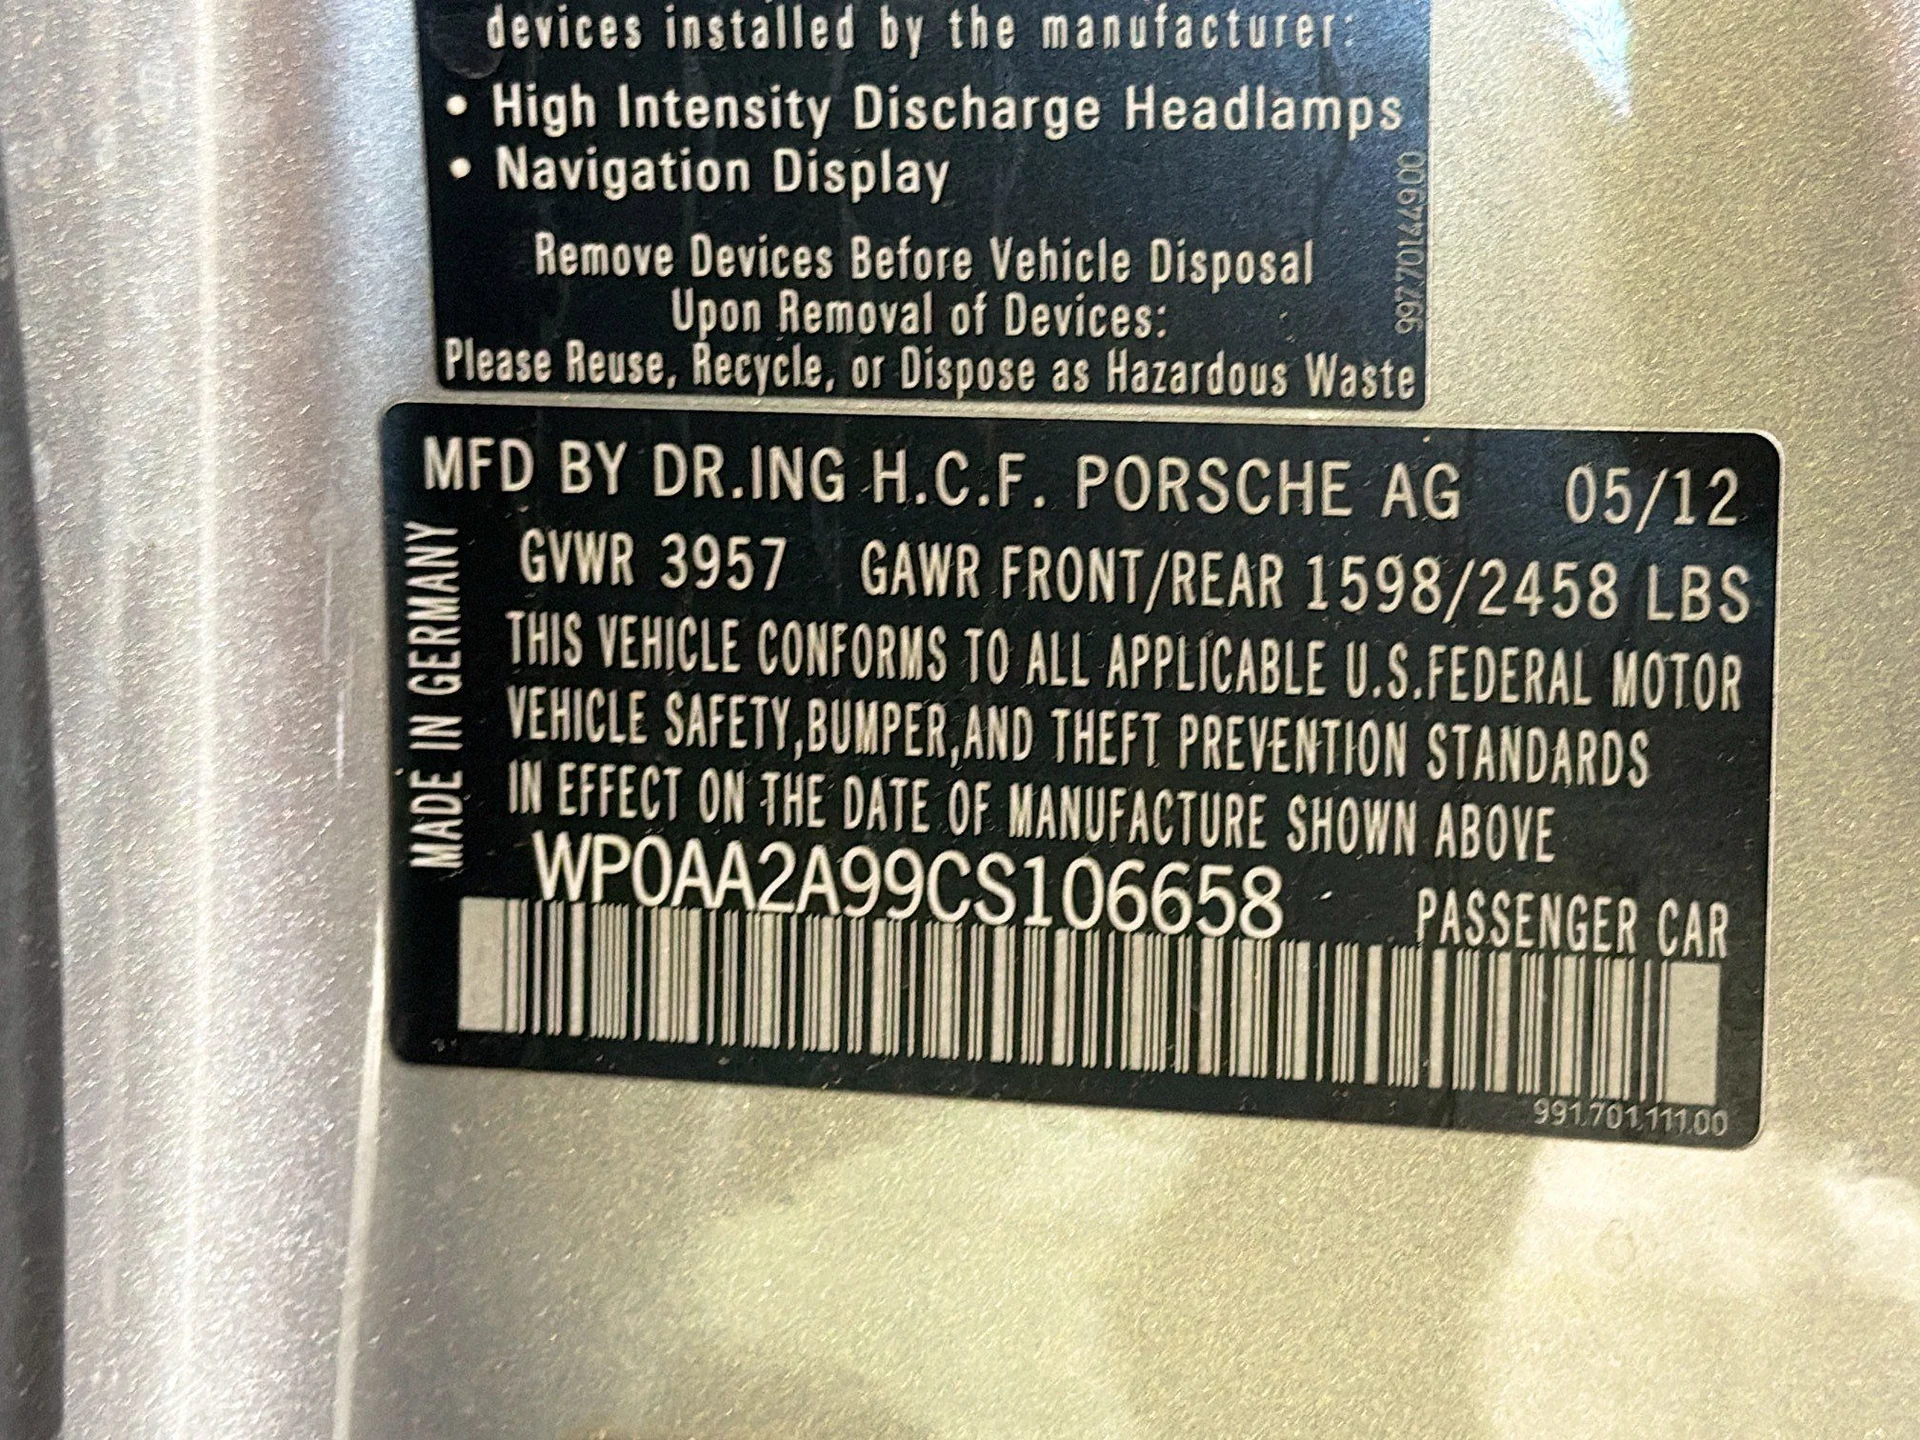 devices installed by the manufacturer:
• High Intensity Discharge Headlamps
• Navigation Display
Remove Devices Before Vehicle Disposal
Upon Removal of Devices:
Please Reuse, Recycle, or Dispose as Hazardous Waste
997.701.449.00
MFD BY DR.ING H.C.F. PORSCHE AG 05/12
GVWR 3957 GAWR FRONT/REAR 1598/2458 LBS
THIS VEHICLE CONFORMS TO ALL APPLICABLE U.S.FEDERAL MOTOR
VEHICLE SAFETY,BUMPER,AND THEFT PREVENTION STANDARDS
IN EFFECT ON THE DATE OF MANUFACTURE SHOWN ABOVE
MADE IN GERMANY
WP0AA2A99CS106658 PASSENGER CAR
991.701.111.00